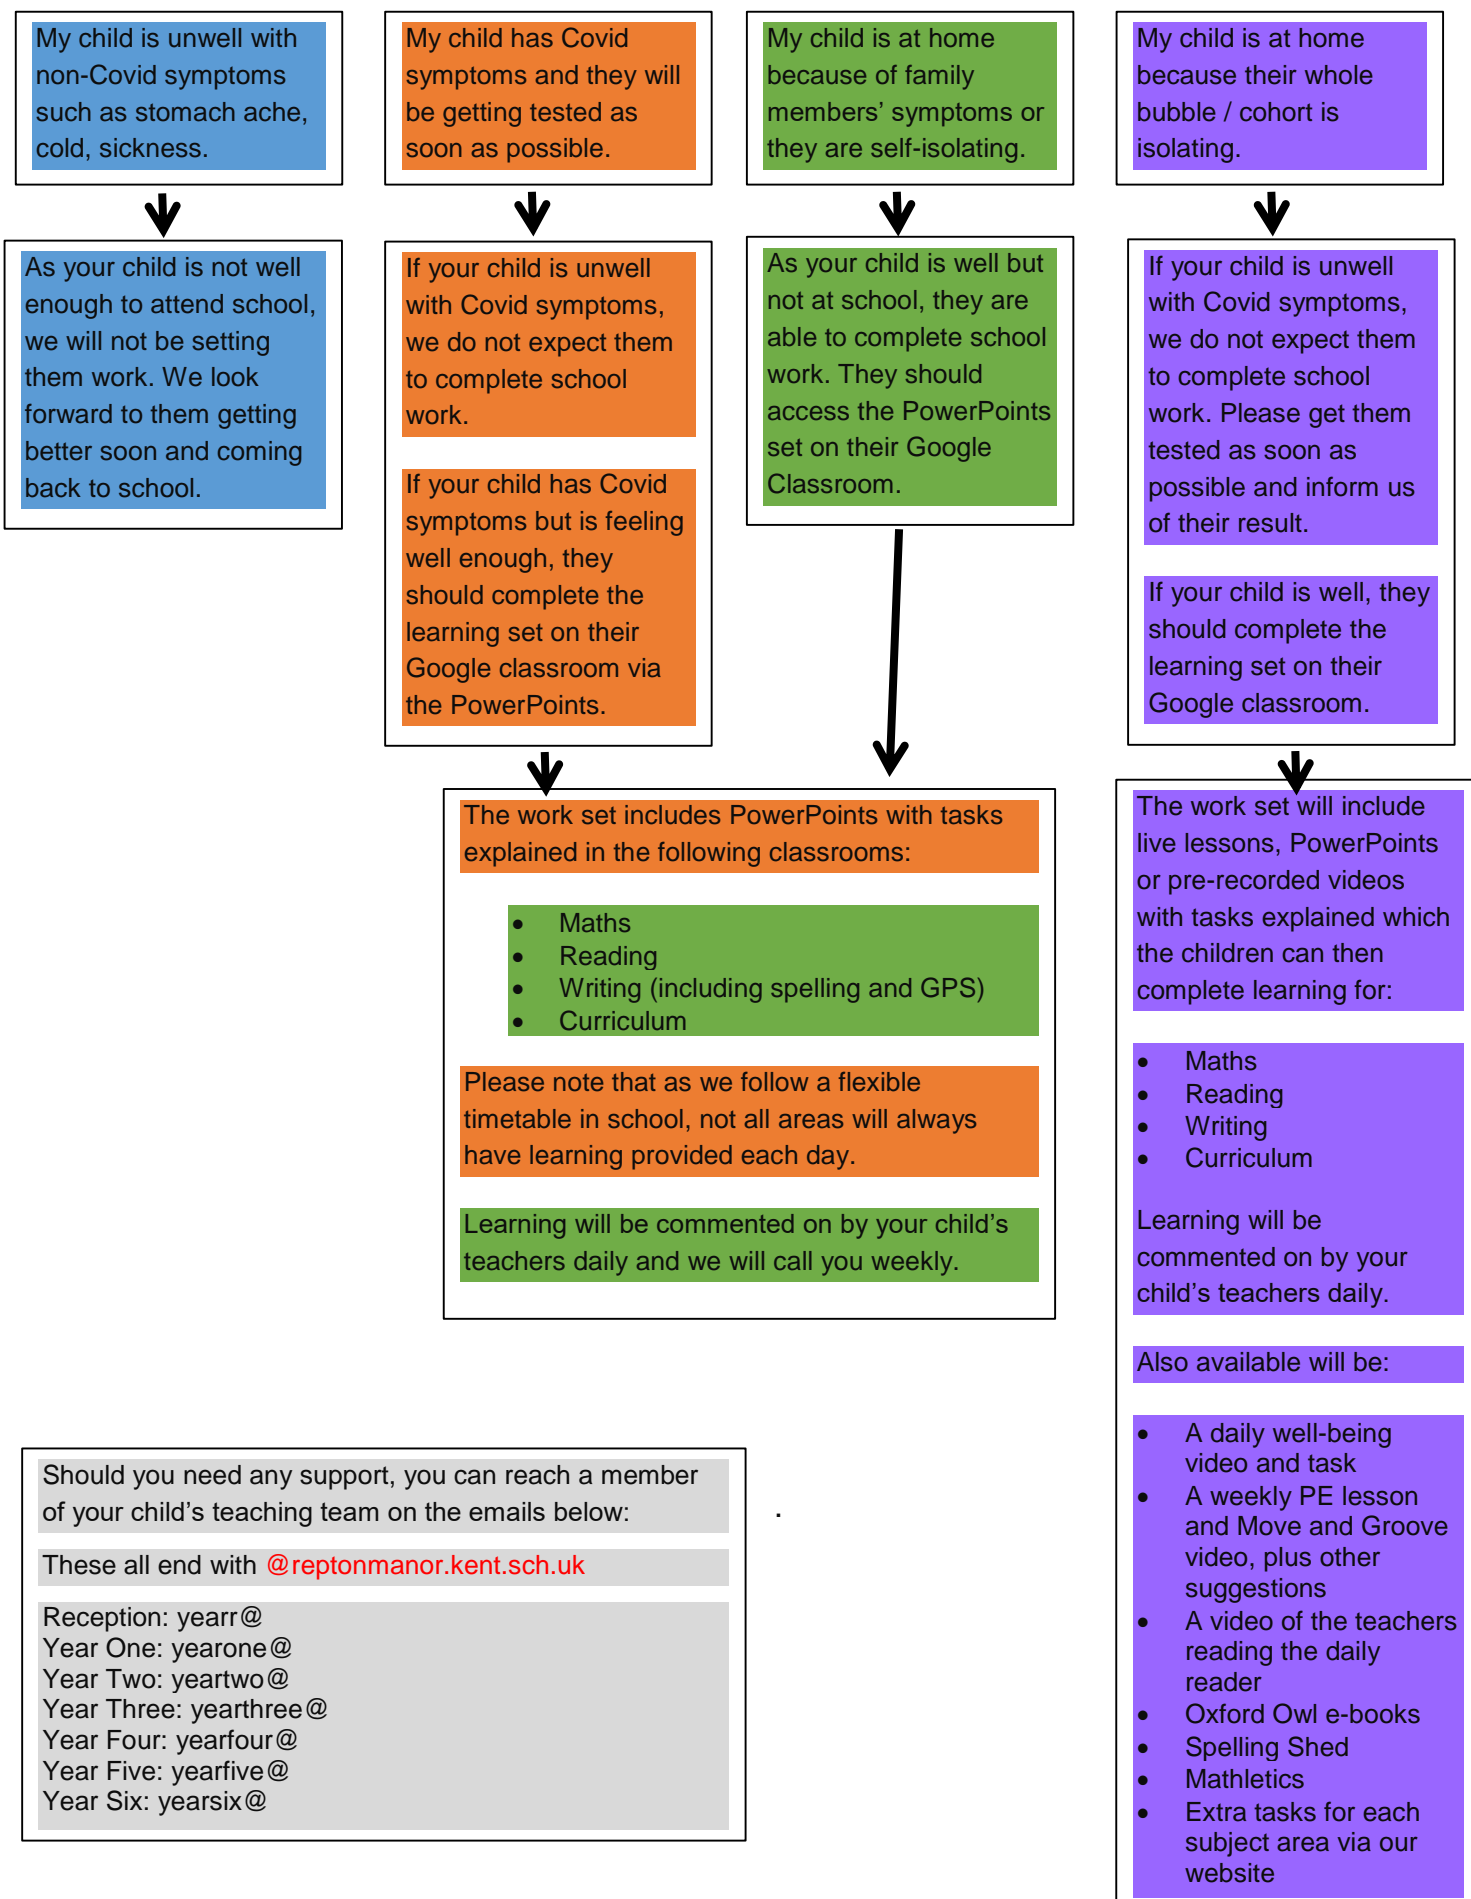 My child is unwell with
non-Covid symptoms
such as stomach ache,
cold, sickness.
My child has Covid
symptoms and they will
be getting tested as
soon as possible.
My child is at home
because of family
members’ symptoms or
they are self-isolating.
My child is at home
because their whole
bubble / cohort is
isolating.
As your child is not well
enough to attend school,
we will not be setting
them work. We look
forward to them getting
better soon and coming
back to school.
If your child is unwell
with Covid symptoms,
we do not expect them
to complete school
work.
If your child has Covid
symptoms but is feeling
well enough, they
should complete the
learning set on their
Google classroom via
the PowerPoints.
As your child is well but
not at school, they are
able to complete school
work. They should
access the PowerPoints
set on their Google
Classroom.
If your child is unwell
with Covid symptoms,
we do not expect them
to complete school
work. Please get them
tested as soon as
possible and inform us
of their result.
If your child is well, they
should complete the
learning set on their
Google classroom.
The work set includes PowerPoints with tasks
explained in the following classrooms:
• Maths
• Reading
• Writing (including spelling and GPS)
• Curriculum
Please note that as we follow a flexible
timetable in school, not all areas will always
have learning provided each day.
Learning will be commented on by your child’s
teachers daily and we will call you weekly.
The work set will include
live lessons, PowerPoints
or pre-recorded videos
with tasks explained which
the children can then
complete learning for:
• Maths
• Reading
• Writing
• Curriculum
Learning will be
commented on by your
child’s teachers daily.
Also available will be:
• A daily well-being
video and task
• A weekly PE lesson
and Move and Groove
video, plus other
suggestions
• A video of the teachers
reading the daily
reader
• Oxford Owl e-books
• Spelling Shed
• Mathletics
• Extra tasks for each
subject area via our
website
Should you need any support, you can reach a member
of your child’s teaching team on the emails below:
These all end with @reptonmanor.kent.sch.uk
Reception: yearr@
Year One: yearone@
Year Two: yeartwo@
Year Three: yearthree@
Year Four: yearfour@
Year Five: yearfive@
Year Six: yearsix@
.